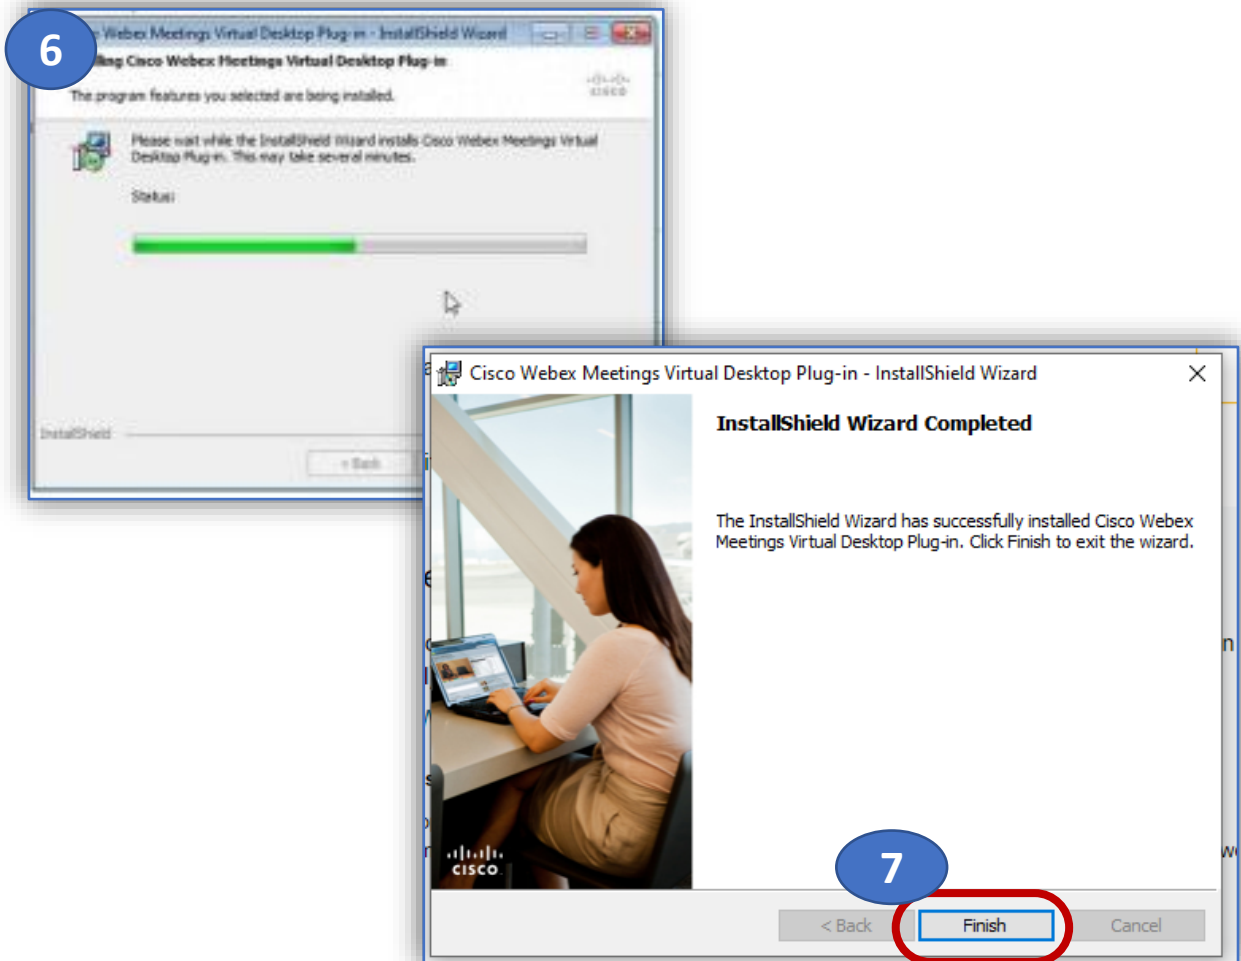 6
Webex Meetings Virtual Desktop Plug-in - InstallShield Wizard
lling Cisco Webex Meetings Virtual Desktop Plug-in
The program features you selected are being installed.
CISCO
Please wait while the InstallShield Wizard installs Cisco Webex Meetings Virtual
Desktop Plug-in. This may take several minutes.
Status:
InstallShield
< Back
Cisco Webex Meetings Virtual Desktop Plug-in - InstallShield Wizard
InstallShield Wizard Completed
The InstallShield Wizard has successfully installed Cisco Webex
Meetings Virtual Desktop Plug-in. Click Finish to exit the wizard.
CISCO
7
< Back
Finish
Cancel